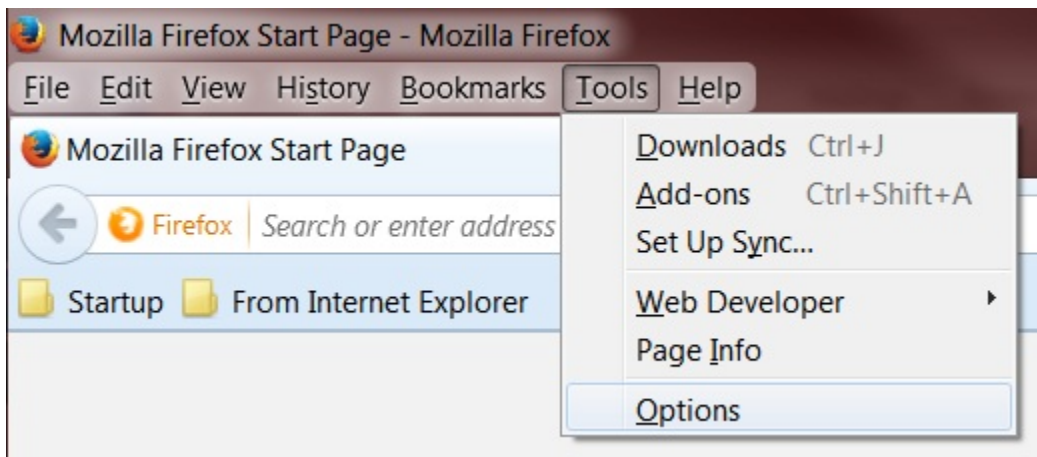 Mozilla Firefox Start Page - Mozilla Firefox
File Edit View History Bookmarks Tools Help
Mozilla Firefox Start Page
Downloads Ctrl+J
Add-ons Ctrl+Shift+A
Firefox Search or enter address
Set Up Sync...
Startup From Internet Explorer
Web Developer
Page Info
Options